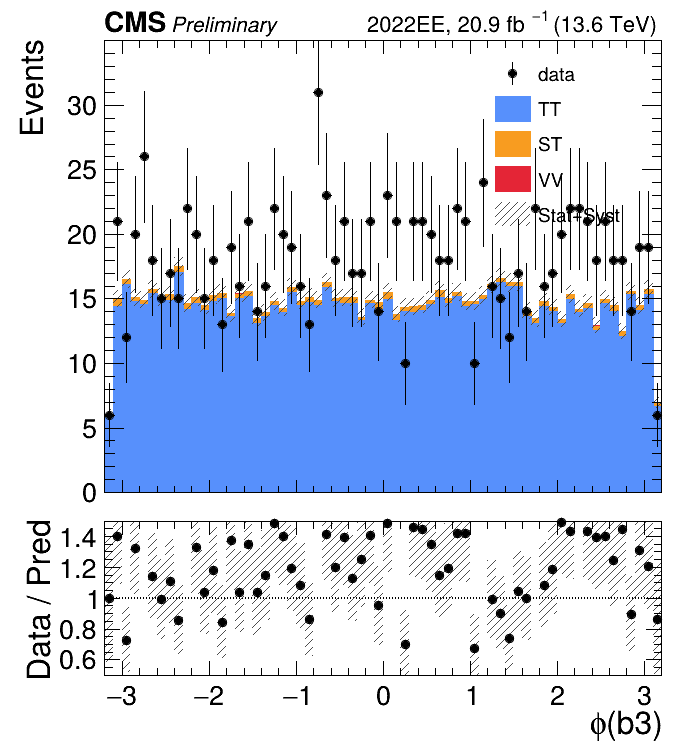 CMS Preliminary 2022EE, 20.9 fb⁻¹ (13.6 TeV)
Events
30
25
20
15
10
5
0
data
TT
ST
VV
Stat+Syst
Data / Pred
1.4
1.2
1
0.8
0.6
−3 −2 −1 0 1 2 3
ϕ(b3)